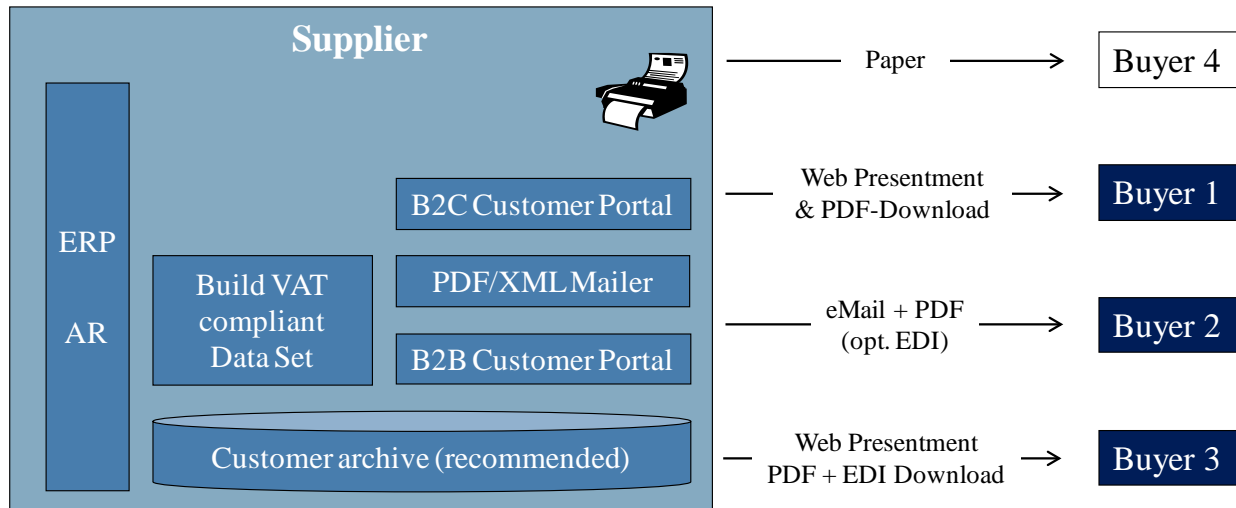 Supplier
ERP
AR
Build VAT
compliant
Data Set
B2C Customer Portal
PDF/XML Mailer
B2B Customer Portal
Customer archive (recommended)
Paper
Buyer 4
Web Presentment
& PDF-Download
Buyer 1
eMail + PDF
(opt. EDI)
Buyer 2
Web Presentment
PDF + EDI Download
Buyer 3